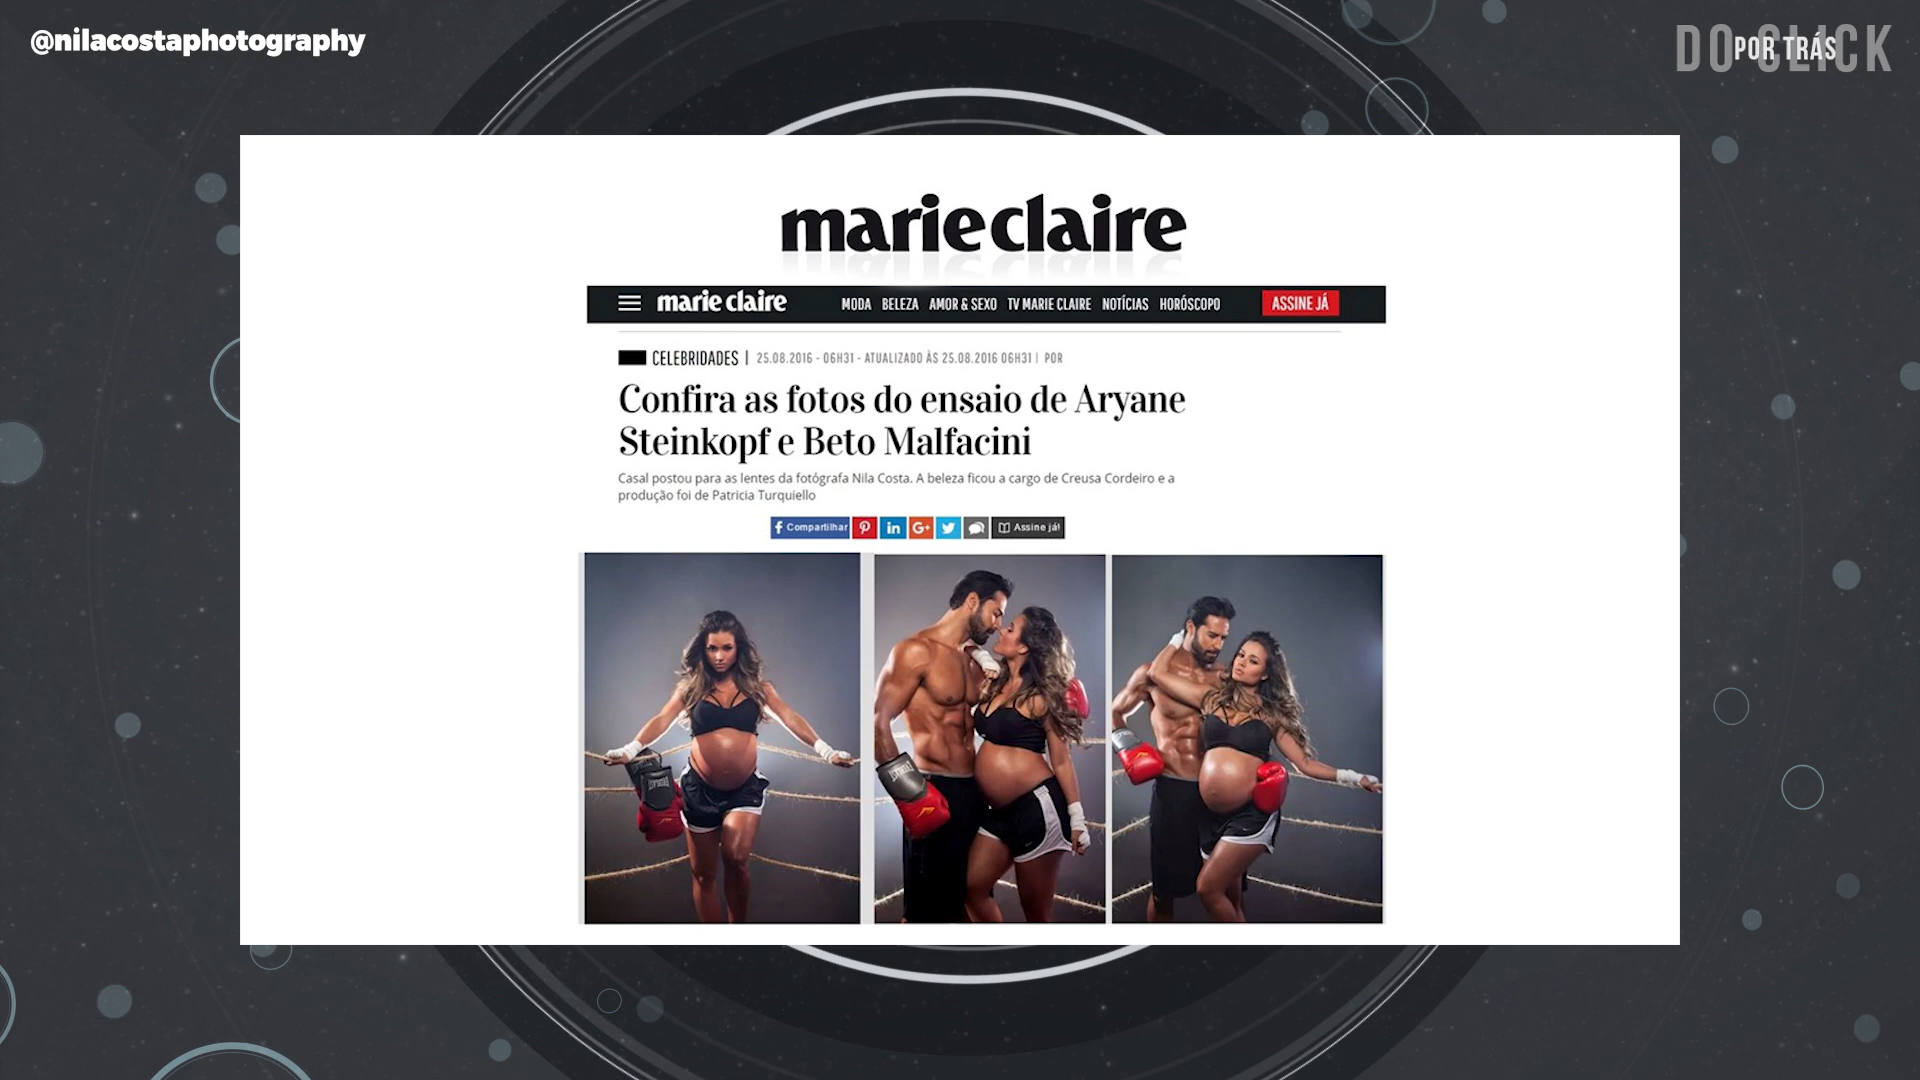 @nilacostaphotography
DO CLICK
POR TRÁS
marie claire
marie claire MODA BELEZA AMOR & SEXO TV MARIE CLAIRE NOTÍCIAS HORÓSCOPO ASSINE JÁ
CELEBRIDADES | 25.08.2016 - 06H31 - ATUALIZADO ÀS 25.08.2016 06H31 | POR
Confira as fotos do ensaio de Aryane
Steinkopf e Beto Malfacini
Casal postou para as lentes da fotógrafa Nila Costa. A beleza ficou a cargo de Creusa Cordeiro e a
produção foi de Patricia Turquiello
Compartilhar in G+ Assine já!